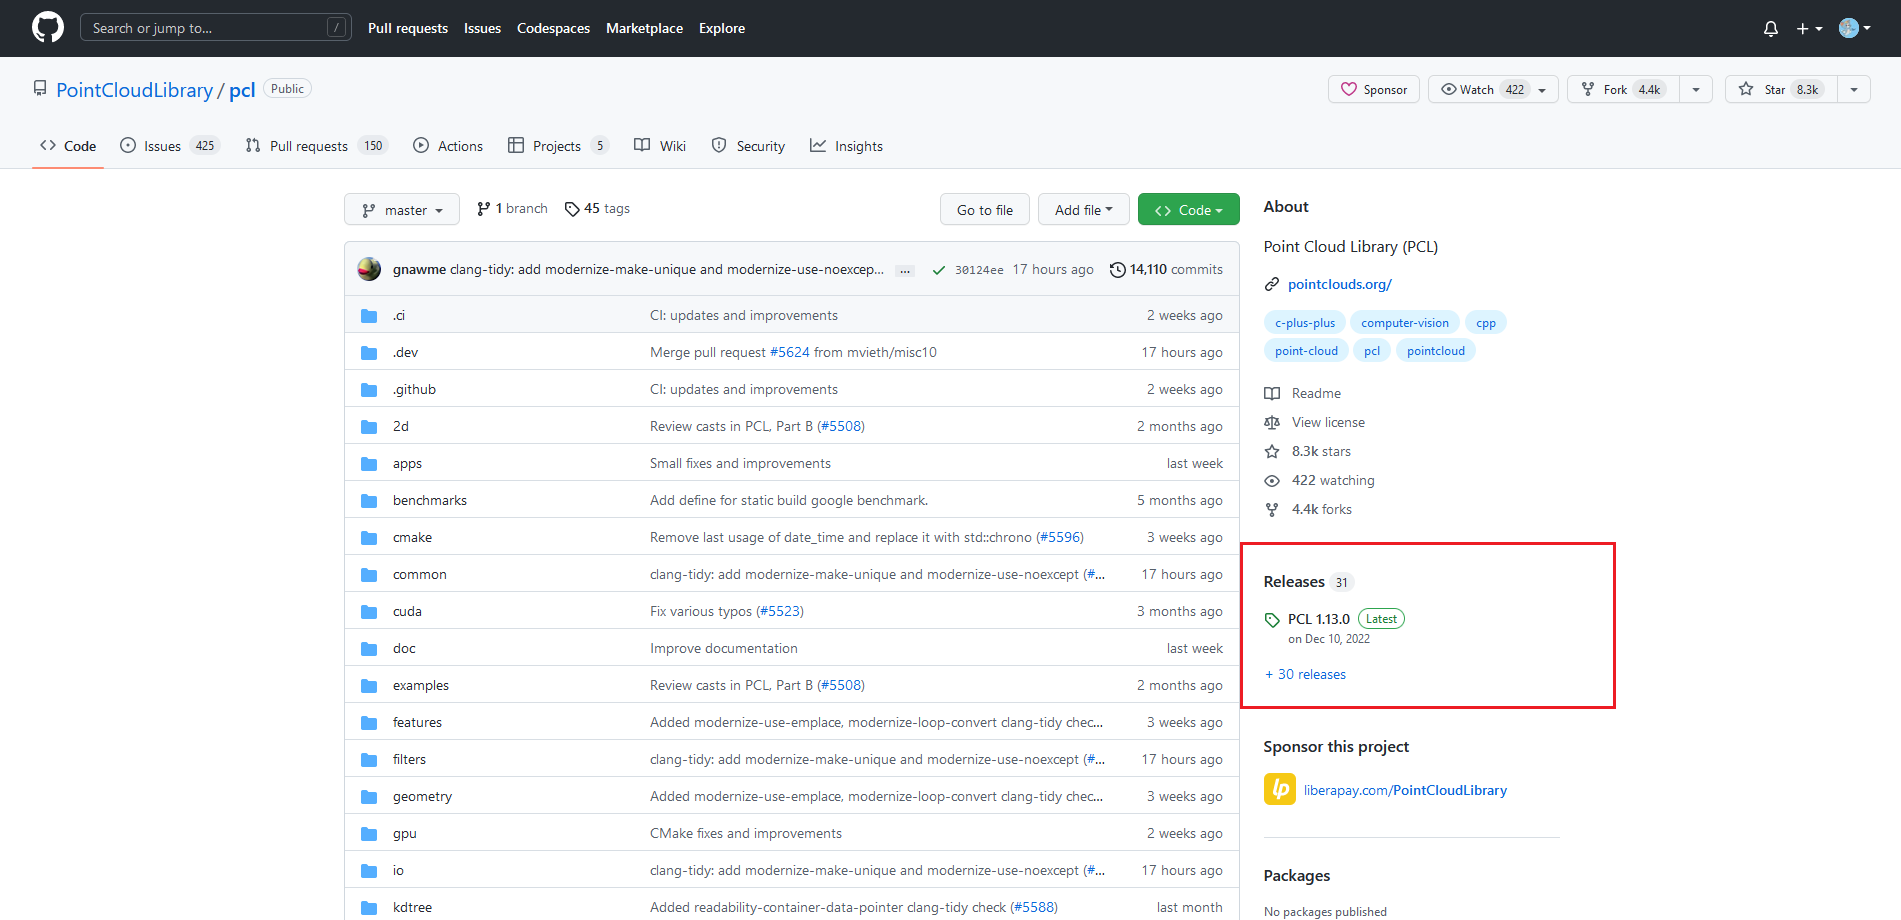 Search or jump to... /
Pull requests Issues Codespaces Marketplace Explore
PointCloudLibrary / pcl Public
Sponsor Watch 422 Fork 4.4k Star 8.3k
Code Issues 425 Pull requests 150 Actions Projects 5 Wiki Security Insights
master 1 branch 45 tags Go to file Add file Code
gnawme clang-tidy: add modernize-make-unique and modernize-use-noexcep... ... 30124ee 17 hours ago 14,110 commits
.ci CI: updates and improvements 2 weeks ago
.dev Merge pull request #5624 from mvieth/misc10 17 hours ago
.github CI: updates and improvements 2 weeks ago
2d Review casts in PCL, Part B (#5508) 2 months ago
apps Small fixes and improvements last week
benchmarks Add define for static build google benchmark. 5 months ago
cmake Remove last usage of date_time and replace it with std::chrono (#5596) 3 weeks ago
common clang-tidy: add modernize-make-unique and modernize-use-noexcept (#... 17 hours ago
cuda Fix various typos (#5523) 3 months ago
doc Improve documentation last week
examples Review casts in PCL, Part B (#5508) 2 months ago
features Added modernize-use-emplace, modernize-loop-convert clang-tidy chec... 3 weeks ago
filters clang-tidy: add modernize-make-unique and modernize-use-noexcept (#... 17 hours ago
geometry Added modernize-use-emplace, modernize-loop-convert clang-tidy chec... 3 weeks ago
gpu CMake fixes and improvements 2 weeks ago
io clang-tidy: add modernize-make-unique and modernize-use-noexcept (#... 17 hours ago
kdtree Added readability-container-data-pointer clang-tidy check (#5588) last month
About
Point Cloud Library (PCL)
pointclouds.org/
c-plus-plus computer-vision cpp
point-cloud pcl pointcloud
Readme
View license
8.3k stars
422 watching
4.4k forks
Releases 31
PCL 1.13.0 Latest
on Dec 10, 2022
+ 30 releases
Sponsor this project
lp liberapay.com/PointCloudLibrary
Packages
No packages published